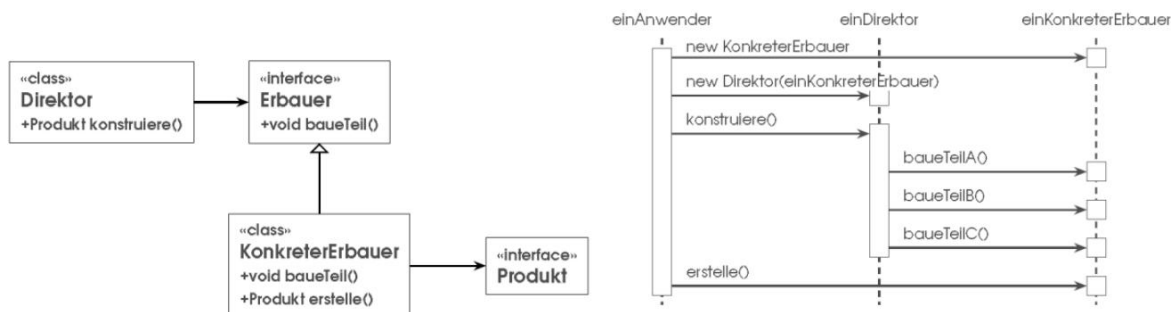 «class»
Direktor
+Produkt konstruiere()
«interface»
Erbauer
+void baueTeil()
«class»
KonkreterErbauer
+void baueTeil()
+Produkt erstelle()
«interface»
Produkt
einAnwender
einDirektor
einKonkreterErbauer
new KonkreterErbauer
new Direktor(einKonkreterErbauer)
konstruiere()
baueTeilA()
baueTeilB()
baueTeilC()
erstelle()